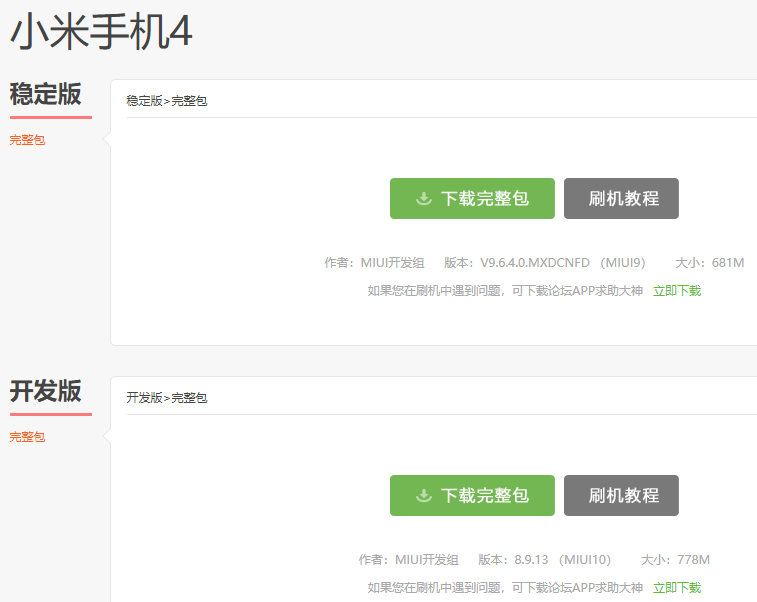 小米手机4
稳定版
稳定版>完整包
完整包
下载完整包 刷机教程
作者：MIUI开发组 版本：V9.6.4.0.MXDCNFD （MIUI9） 大小：681M
如果您在刷机中遇到问题，可下载论坛APP求助大神 立即下载
开发版
开发版>完整包
完整包
下载完整包 刷机教程
作者：MIUI开发组 版本：8.9.13 （MIUI10） 大小：778M
如果您在刷机中遇到问题，可下载论坛APP求助大神 立即下载